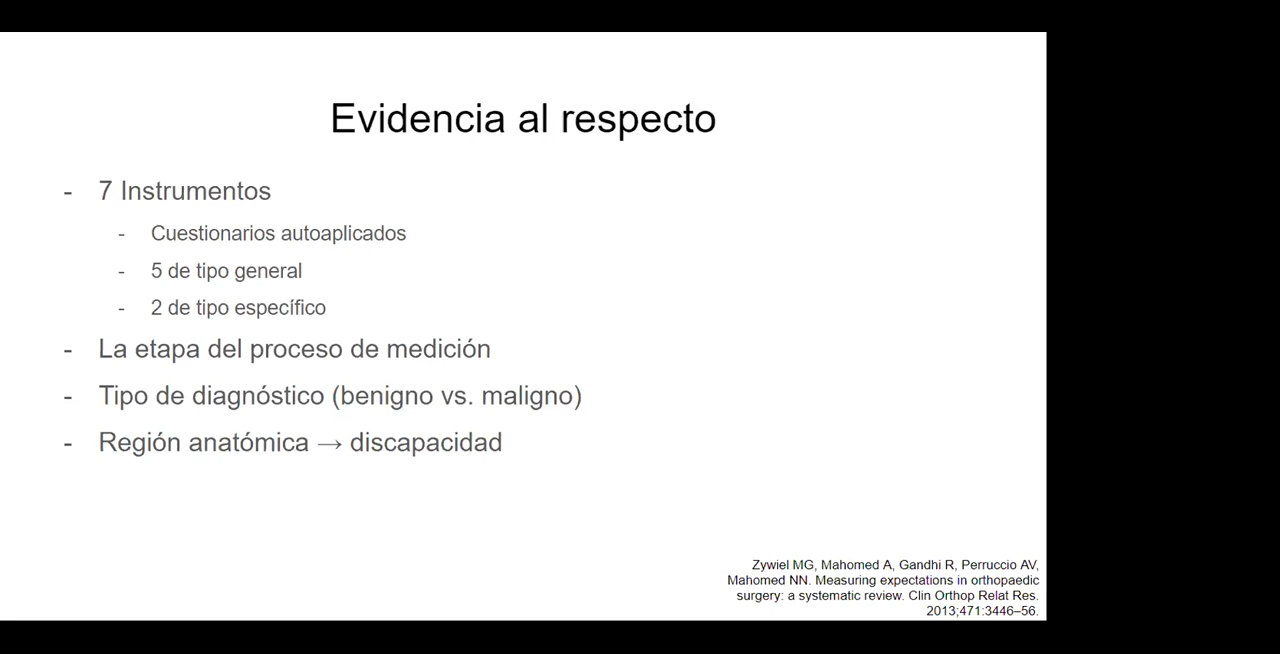 Evidencia al respecto
- 7 Instrumentos
- Cuestionarios autoaplicados
- 5 de tipo general
- 2 de tipo específico
- La etapa del proceso de medición
- Tipo de diagnóstico (benigno vs. maligno)
- Región anatómica → discapacidad
Zywiel MG, Mahomed A, Gandhi R, Perruccio AV,
Mahomed NN. Measuring expectations in orthopaedic
surgery: a systematic review. Clin Orthop Relat Res.
2013;471:3446–56.